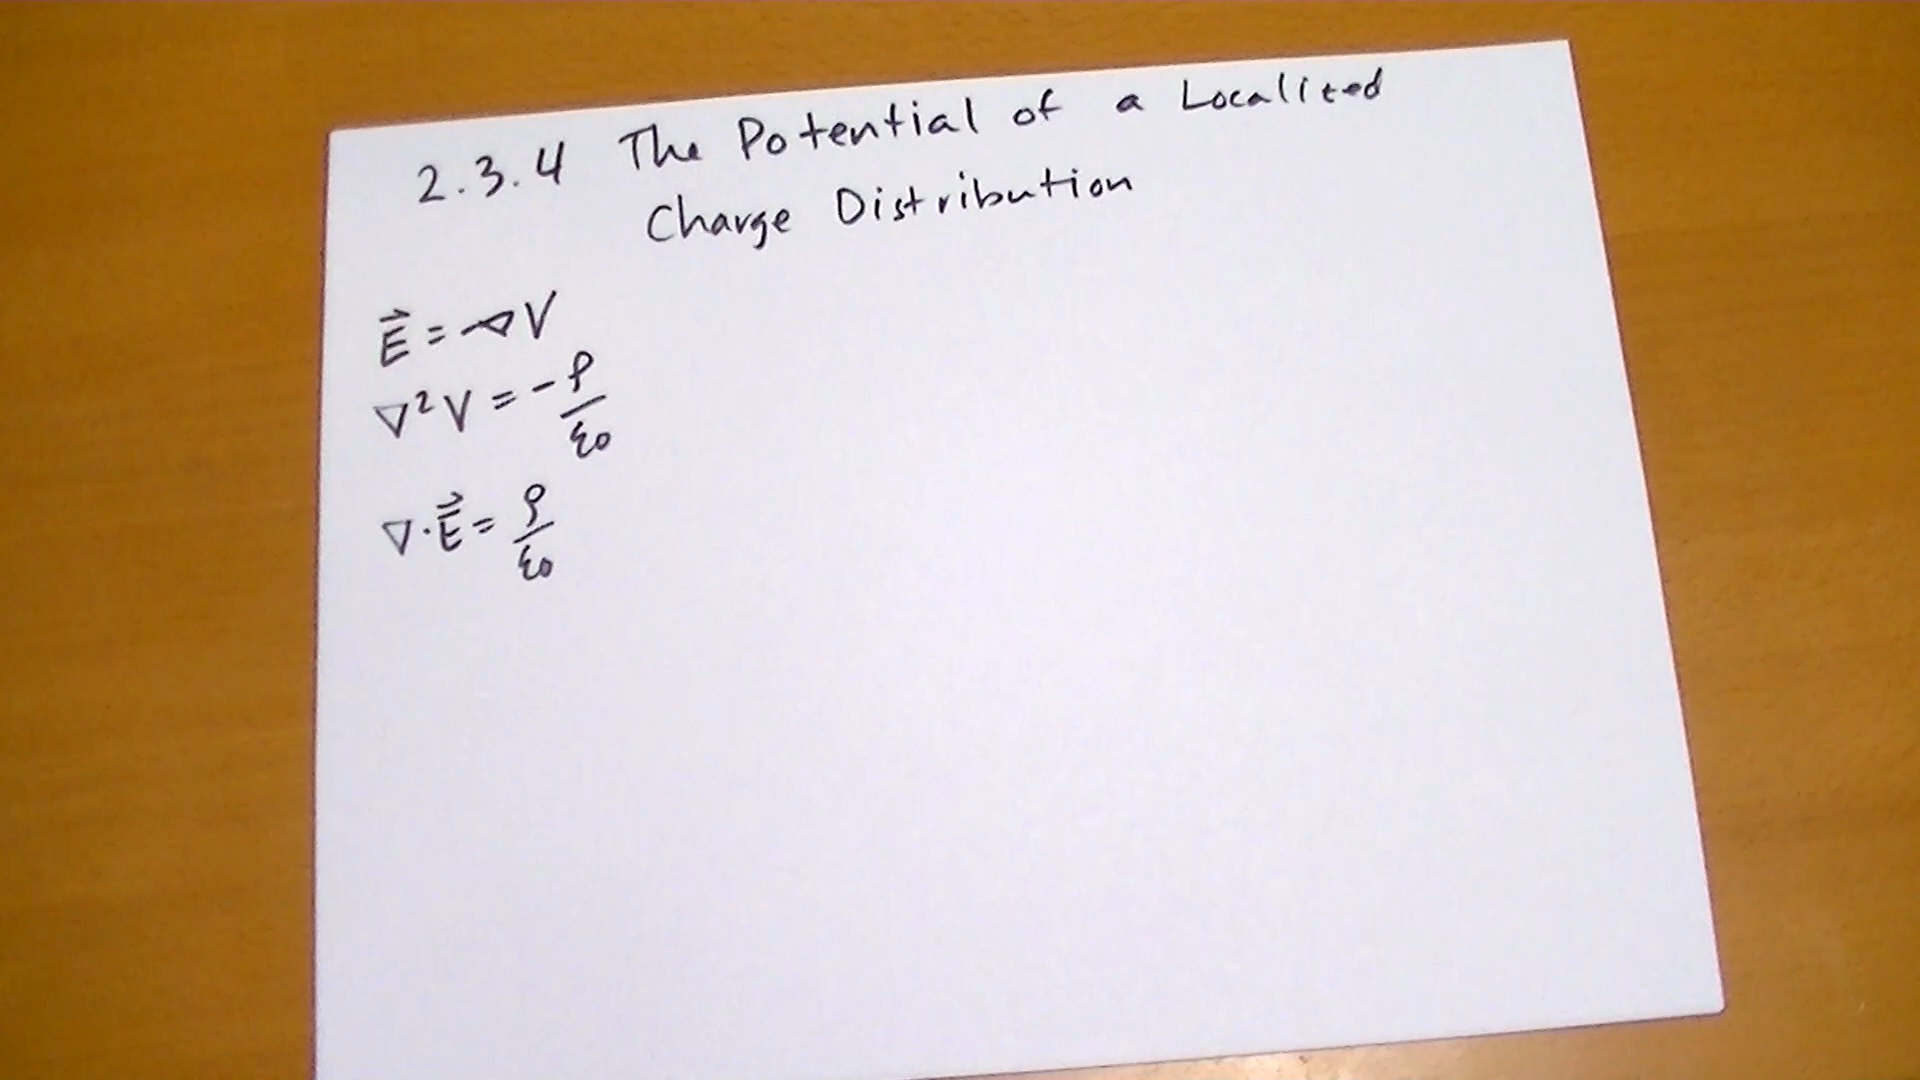 2.3.4 The Potential of a Localized
Charge Distribution
E⃗ = -∇V
∇²V = -ρ/ε₀
∇·E⃗ = ρ/ε₀